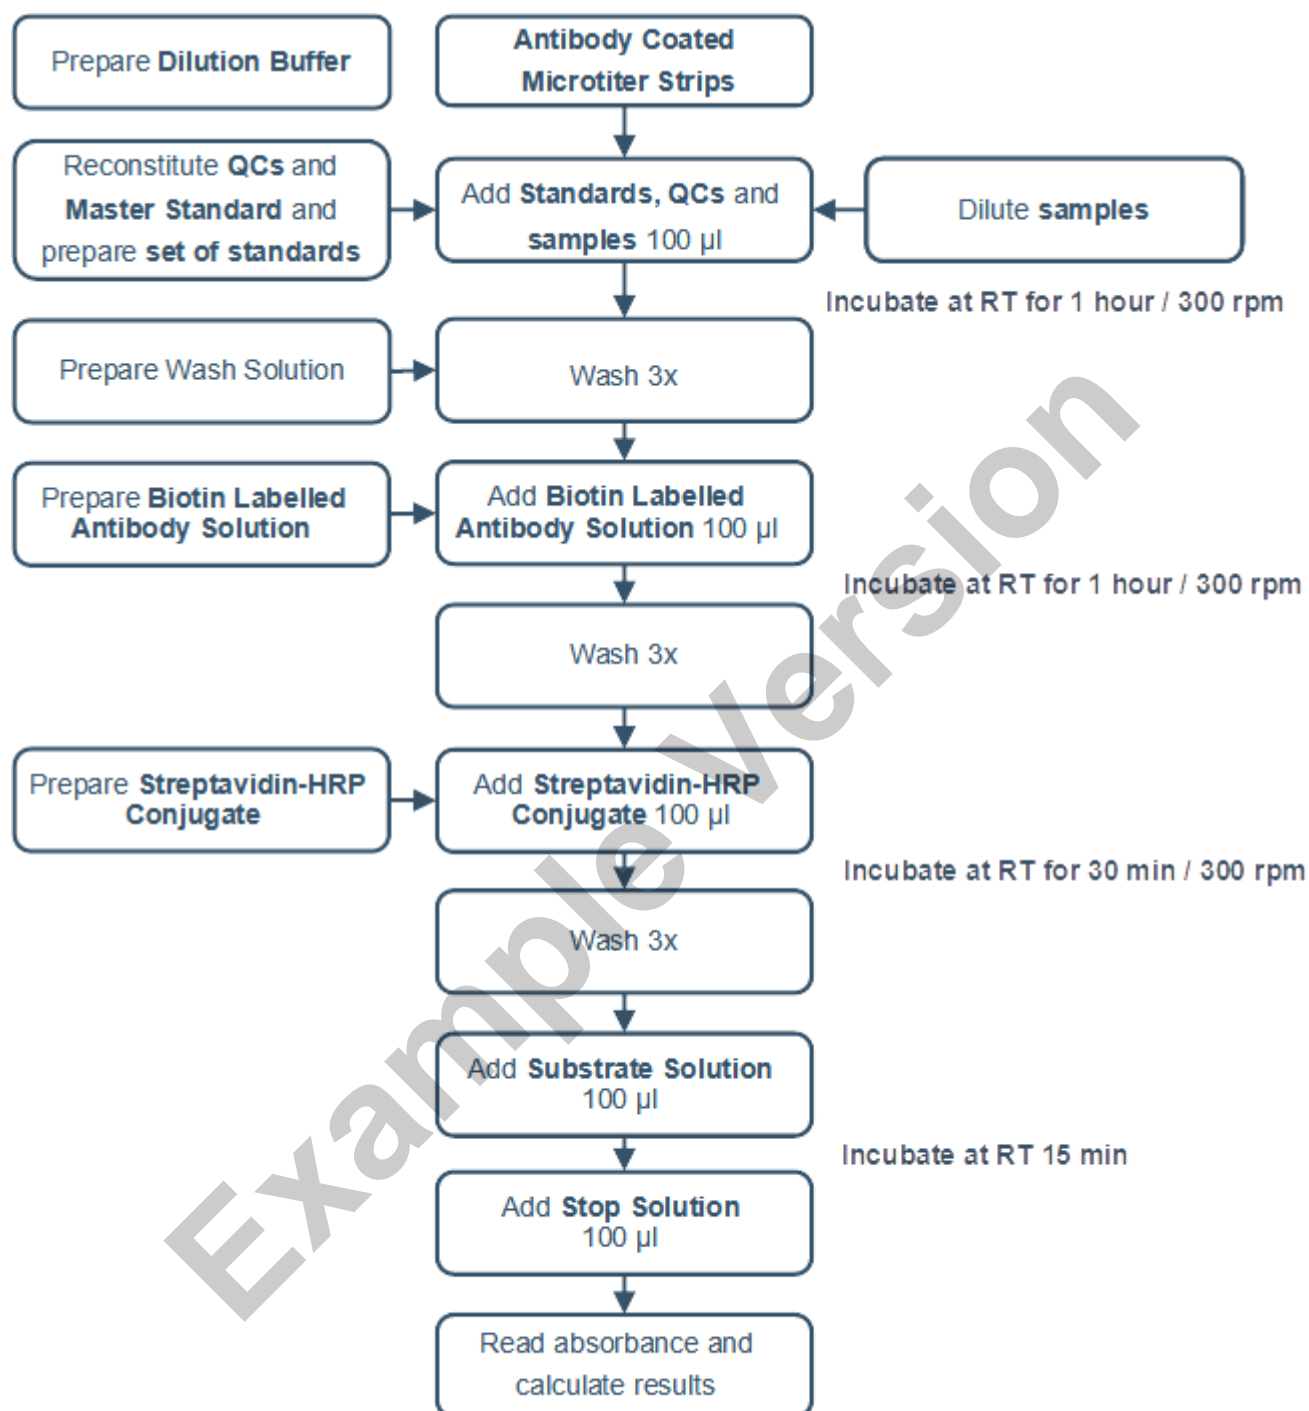 Prepare Dilution Buffer
Antibody Coated
Microtiter Strips
Reconstitute QCs and
Master Standard and
prepare set of standards
Add Standards, QCs and
samples 100 µl
Dilute samples
Incubate at RT for 1 hour / 300 rpm
Prepare Wash Solution
Wash 3x
Prepare Biotin Labelled
Antibody Solution
Add Biotin Labelled
Antibody Solution 100 µl
Incubate at RT for 1 hour / 300 rpm
Wash 3x
Prepare Streptavidin-HRP
Conjugate
Add Streptavidin-HRP
Conjugate 100 µl
Incubate at RT for 30 min / 300 rpm
Wash 3x
Add Substrate Solution
100 µl
Incubate at RT 15 min
Add Stop Solution
100 µl
Read absorbance and
calculate results
Example Version